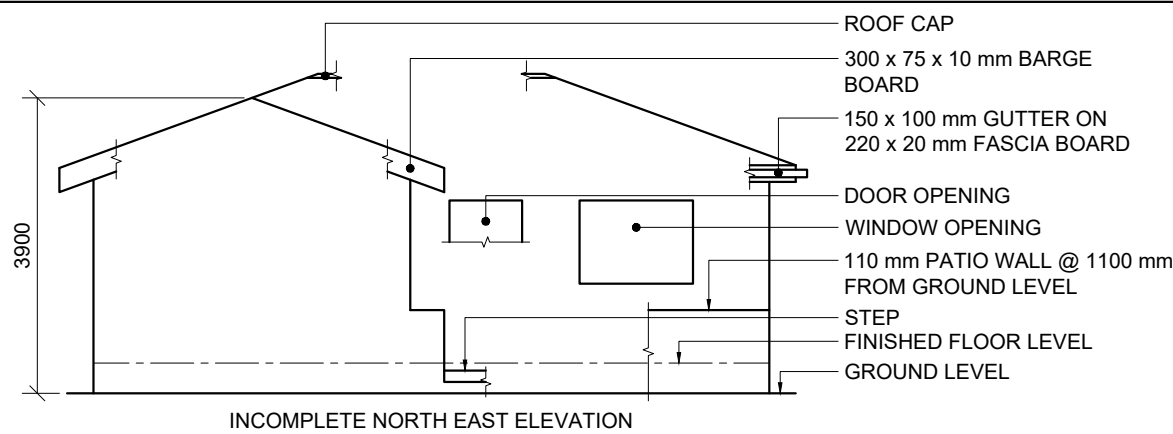 ROOF CAP
300 x 75 x 10 mm BARGE
BOARD
150 x 100 mm GUTTER ON
220 x 20 mm FASCIA BOARD
DOOR OPENING
WINDOW OPENING
110 mm PATIO WALL @ 1100 mm
FROM GROUND LEVEL
STEP
FINISHED FLOOR LEVEL
GROUND LEVEL
3900
INCOMPLETE NORTH EAST ELEVATION